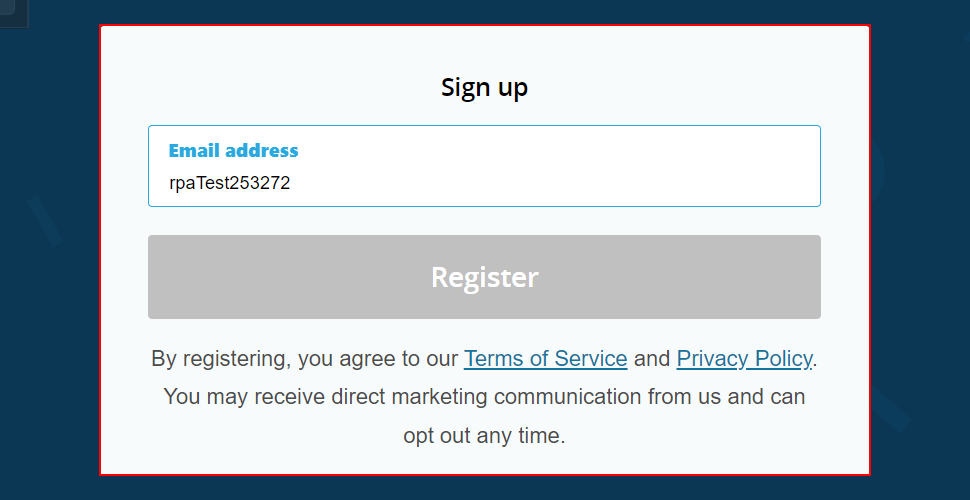 Sign up
Email address
rpaTest253272
Register
By registering, you agree to our Terms of Service and Privacy Policy.
You may receive direct marketing communication from us and can
opt out any time.